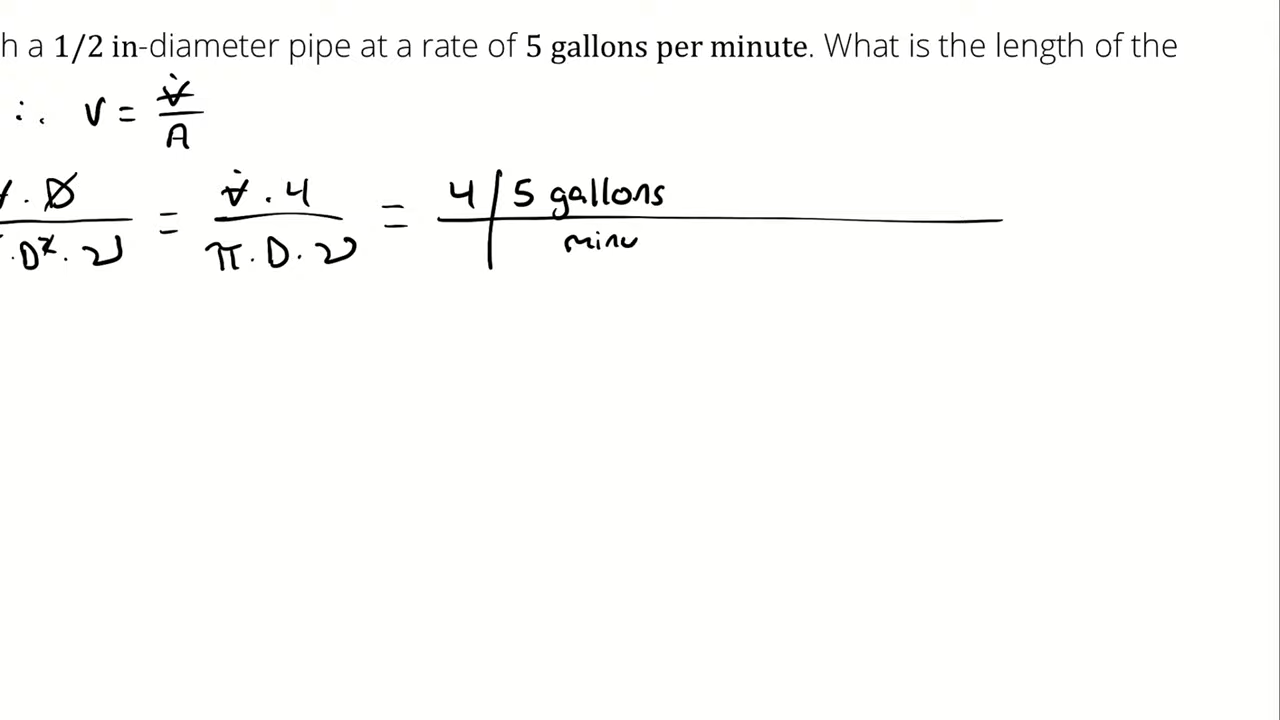 h a 1/2 in-diameter pipe at a rate of 5 gallons per minute. What is the length of the
∴ V = V̇ / A
V̇ · D / π · D² · ν = V̇ · 4 / π · D · ν = 4 | 5 gallons
minu